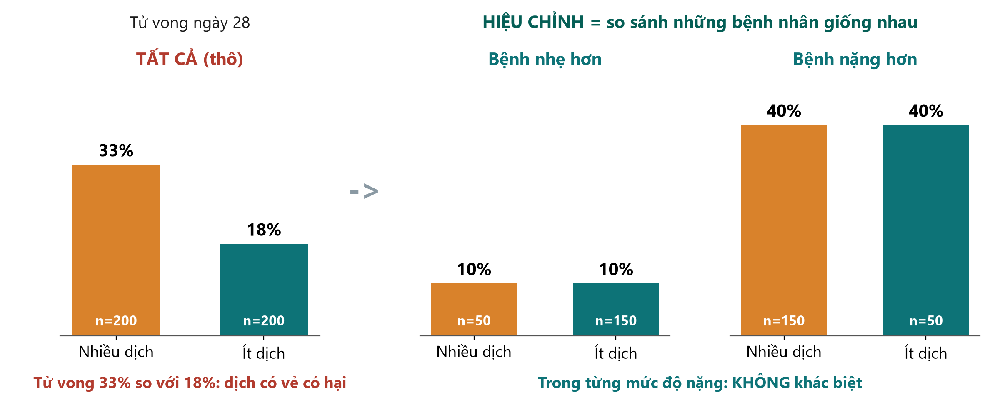 Tử vong ngày 28
TẤT CẢ (thô)
33%
18%
n=200
n=200
Nhiều dịch
Ít dịch
Tử vong 33% so với 18%: dịch có vẻ có hại
->
HIỆU CHỈNH = so sánh những bệnh nhân giống nhau
Bệnh nhẹ hơn
10%
10%
n=50
n=150
Nhiều dịch
Ít dịch
Bệnh nặng hơn
40%
40%
n=150
n=50
Nhiều dịch
Ít dịch
Trong từng mức độ nặng: KHÔNG khác biệt